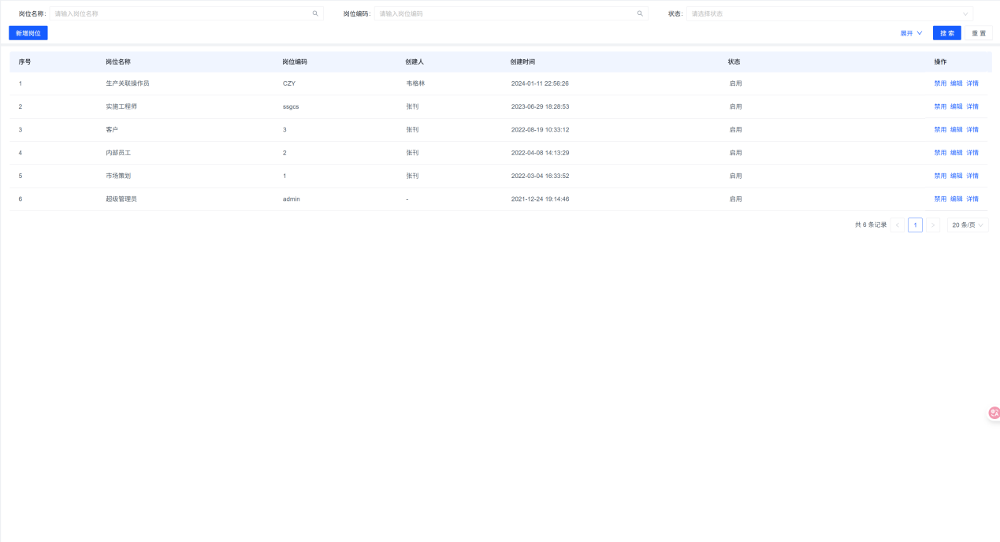 岗位名称: 请输入岗位名称 岗位编码: 请输入岗位编码 状态: 请选择状态
新增岗位 展开 搜 索 重 置
序号 岗位名称 岗位编码 创建人 创建时间 状态 操作
1 生产关联操作员 CZY 韦格林 2024-01-11 22:56:26 启用 禁用 编辑 详情
2 实施工程师 ssgcs 张刊 2023-06-29 18:28:53 启用 禁用 编辑 详情
3 客户 3 张刊 2022-08-19 10:33:12 启用 禁用 编辑 详情
4 内部员工 2 张刊 2022-04-08 14:13:29 启用 禁用 编辑 详情
5 市场策划 1 张刊 2022-03-04 16:33:52 启用 禁用 编辑 详情
6 超级管理员 admin - 2021-12-24 19:14:46 启用 禁用 编辑 详情
共 6 条记录 < 1 > 20 条/页